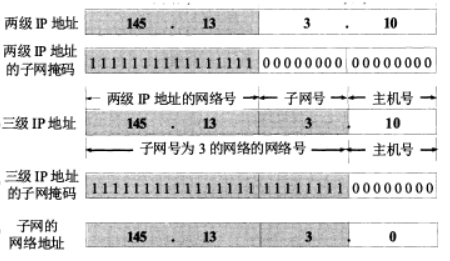 两级 IP 地址 145 . 13 3 . 10
两级 IP 地址
的子网掩码 1111111111111111 00000000 00000000
两级 IP 地址的网络号 子网号 主机号
三级 IP 地址 145 . 13 . 3 . 10
子网号为 3 的网络的网络号 主机号
三级 IP 地址
的子网掩码 1111111111111111 11111111 00000000
子网的
网络地址 145 . 13 3 . 0